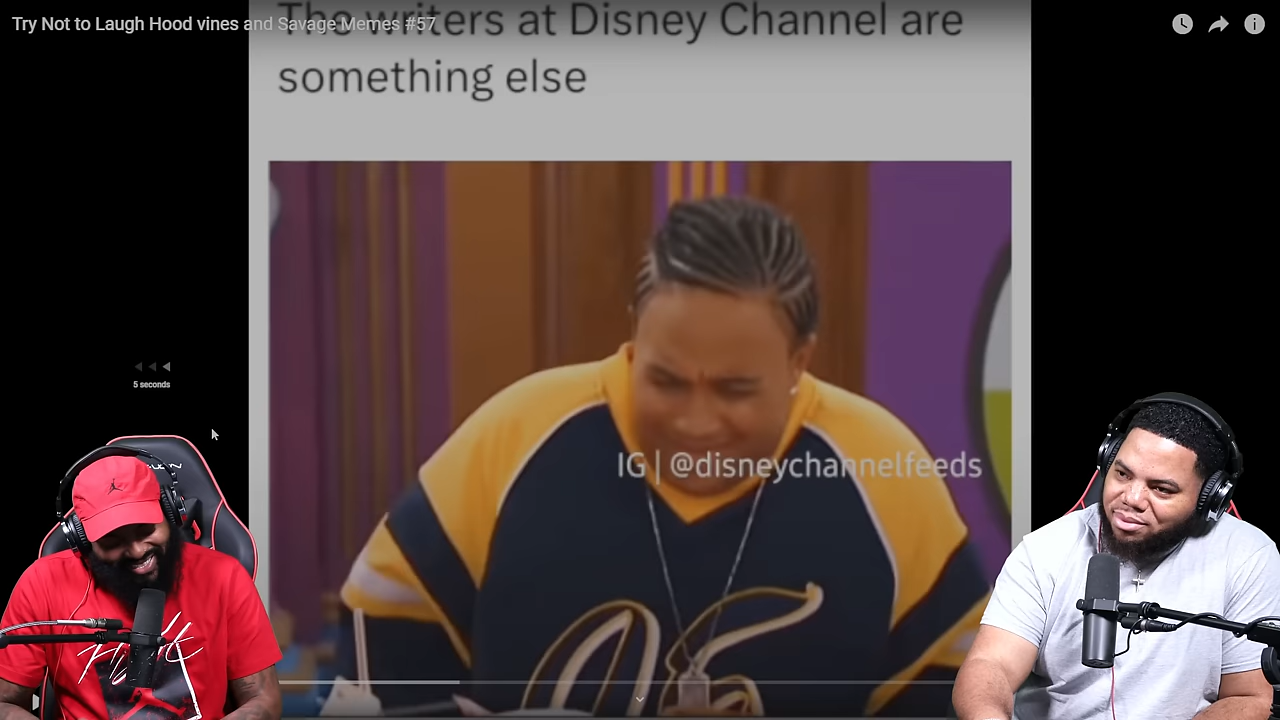 Try Not to Laugh Hood vines and Savage Memes #57
The writers at Disney Channel are
something else
5 seconds
IG | @disneychannelfeeds